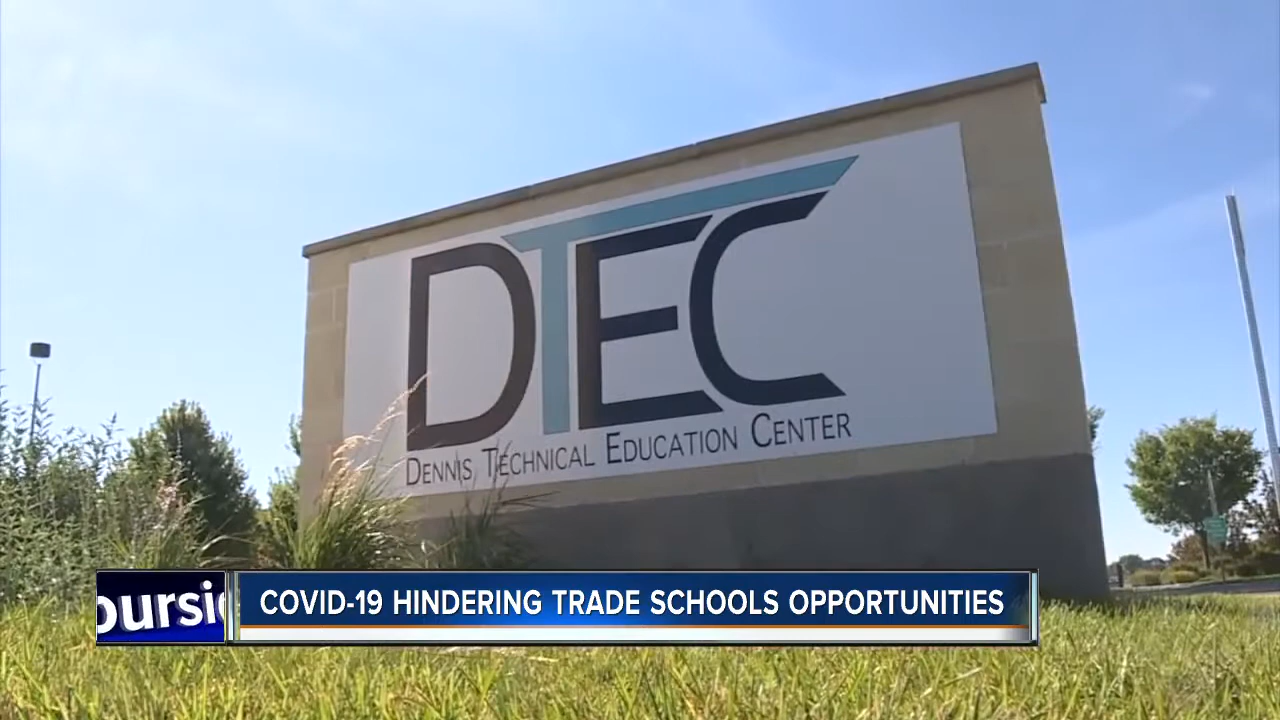 DTEC
DENNIS TECHNICAL EDUCATION CENTER
COVID-19 HINDERING TRADE SCHOOLS OPPORTUNITIES